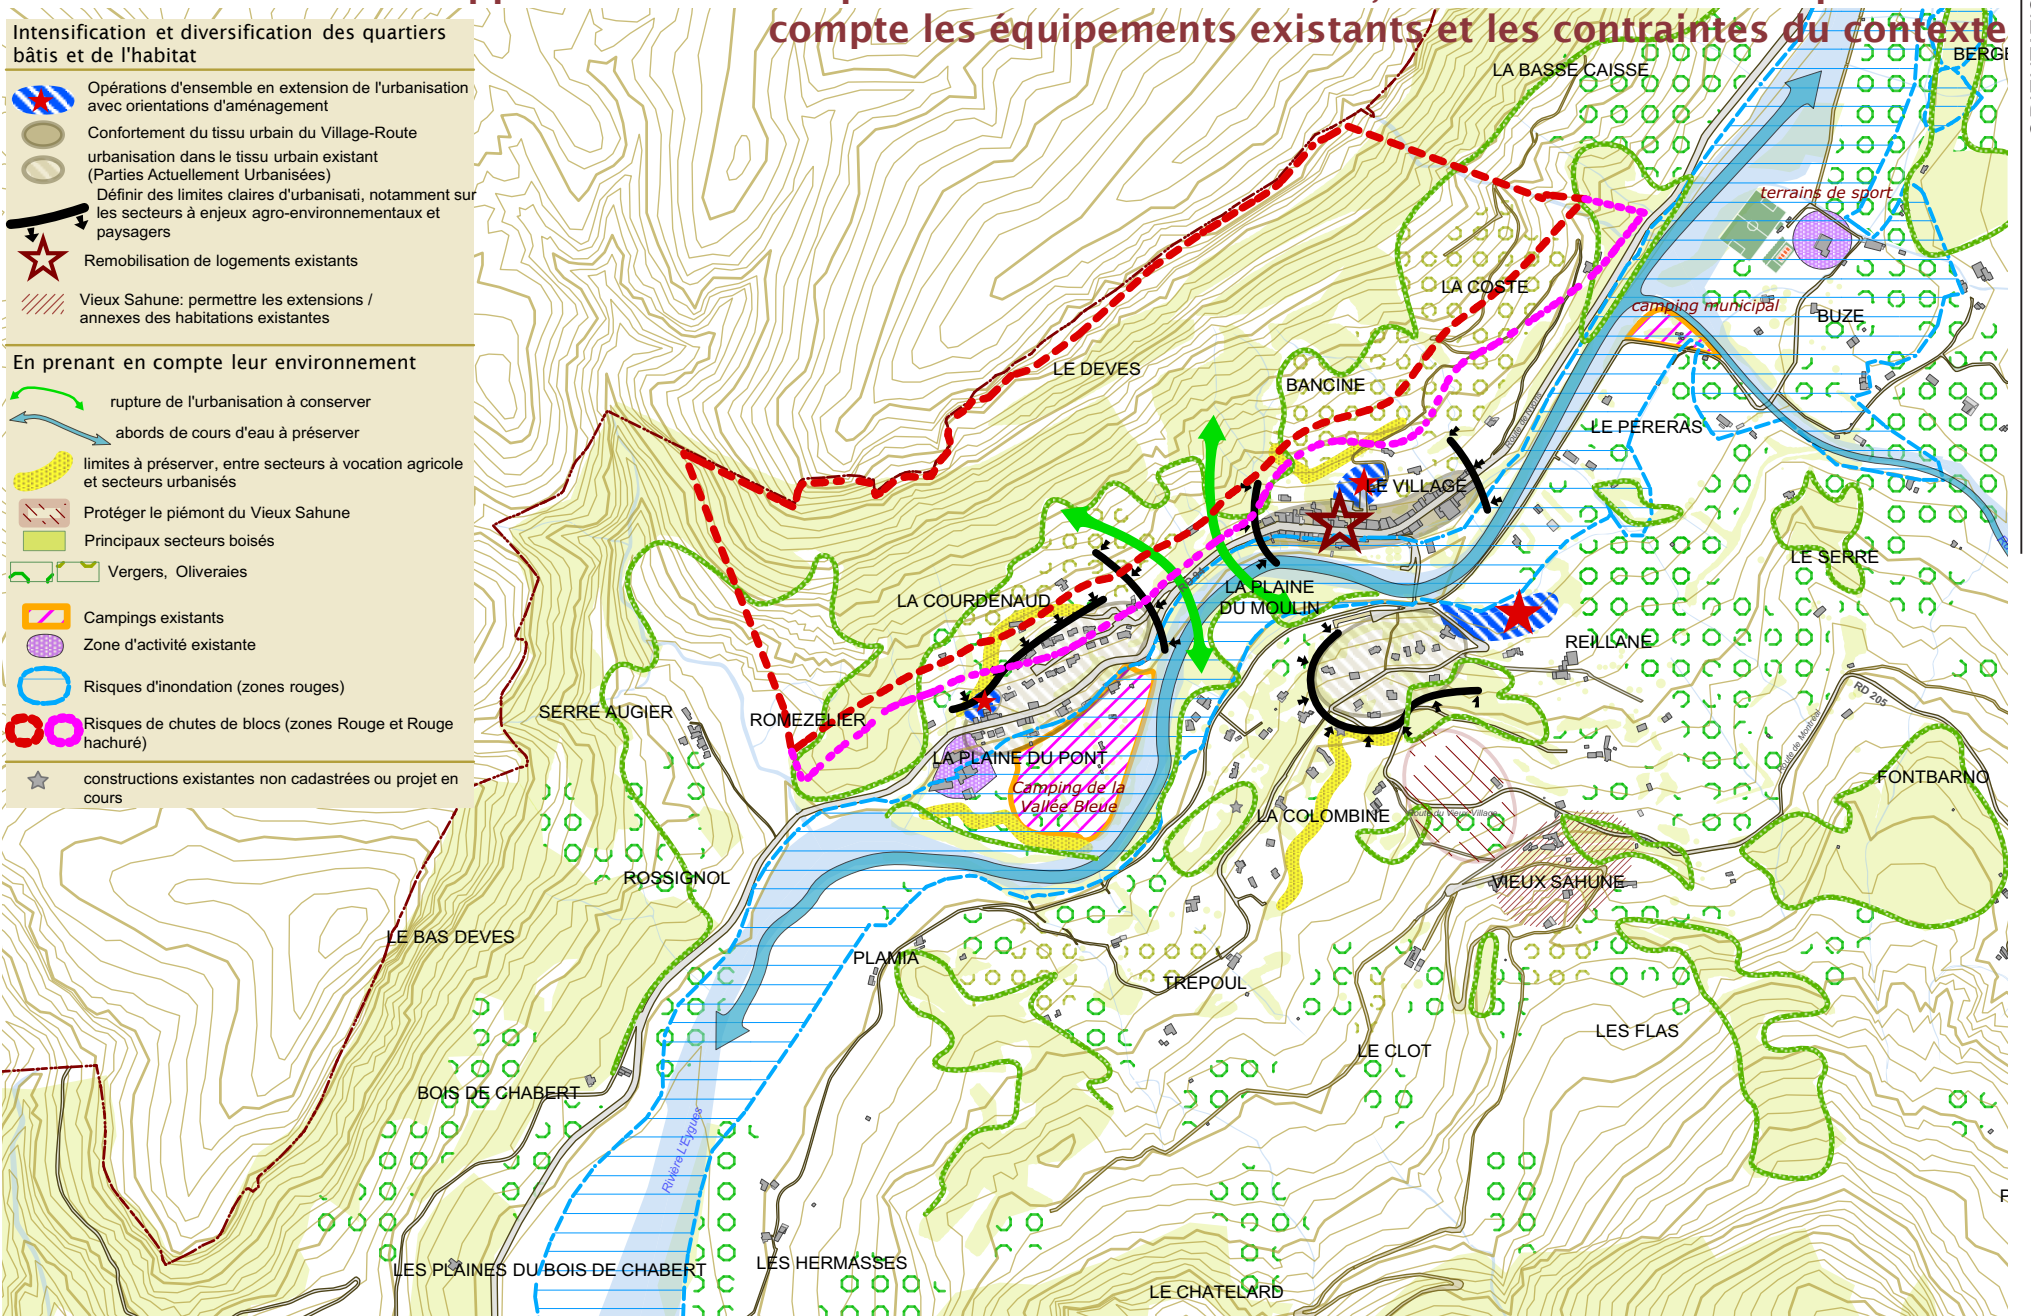 compte les équipements existants et les contraintes du contexte
Intensification et diversification des quartiers
bâtis et de l'habitat
Opérations d'ensemble en extension de l'urbanisation
avec orientations d'aménagement
Confortement du tissu urbain du Village-Route
urbanisation dans le tissu urbain existant
(Parties Actuellement Urbanisées)
Définir des limites claires d'urbanisati, notamment sur
les secteurs à enjeux agro-environnementaux et
paysagers
Remobilisation de logements existants
Vieux Sahune: permettre les extensions /
annexes des habitations existantes
En prenant en compte leur environnement
rupture de l'urbanisation à conserver
abords de cours d'eau à préserver
limites à préserver, entre secteurs à vocation agricole
et secteurs urbanisés
Protéger le piémont du Vieux Sahune
Principaux secteurs boisés
Vergers, Oliveraies
Campings existants
Zone d'activité existante
Risques d'inondation (zones rouges)
Risques de chutes de blocs (zones Rouge et Rouge
hachuré)
constructions existantes non cadastrées ou projet en
cours
LA BASSE CAISSE
terrains de sport
LA COSTE
camping municipal
BUZE
LE DEVES
BANCINE
LE PERERAS
LE VILLAGE
LE SERRE
LA PLAINE
DU MOULIN
LA COURDENAUD
REILLANE
RD 205
Route de Montréal
SERRE AUGIER
ROMEZELIER
LA PLAINE DU PONT
Camping de la
Vallée Bleue
FONTBARNO
LA COLOMBINE
Route du Vieux Village
ROSSIGNOL
VIEUX SAHUNE
LE BAS DEVES
PLAMIA
TREPOUL
LES FLAS
LE CLOT
BOIS DE CHABERT
Rivière L'Eygues
LES PLAINES DU BOIS DE CHABERT
LES HERMASSES
LE CHATELARD